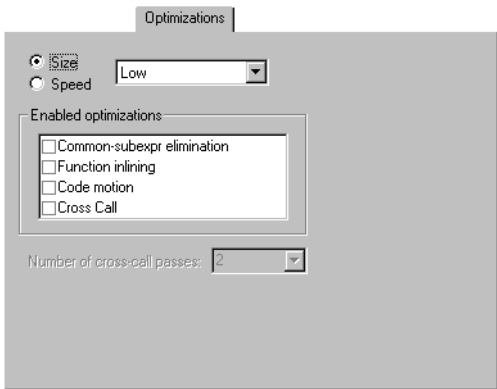 Optimizations
Size
Speed
Low
Enabled optimizations
Common-subexpr elimination
Function inlining
Code motion
Cross Call
Number of cross-call passes: 2